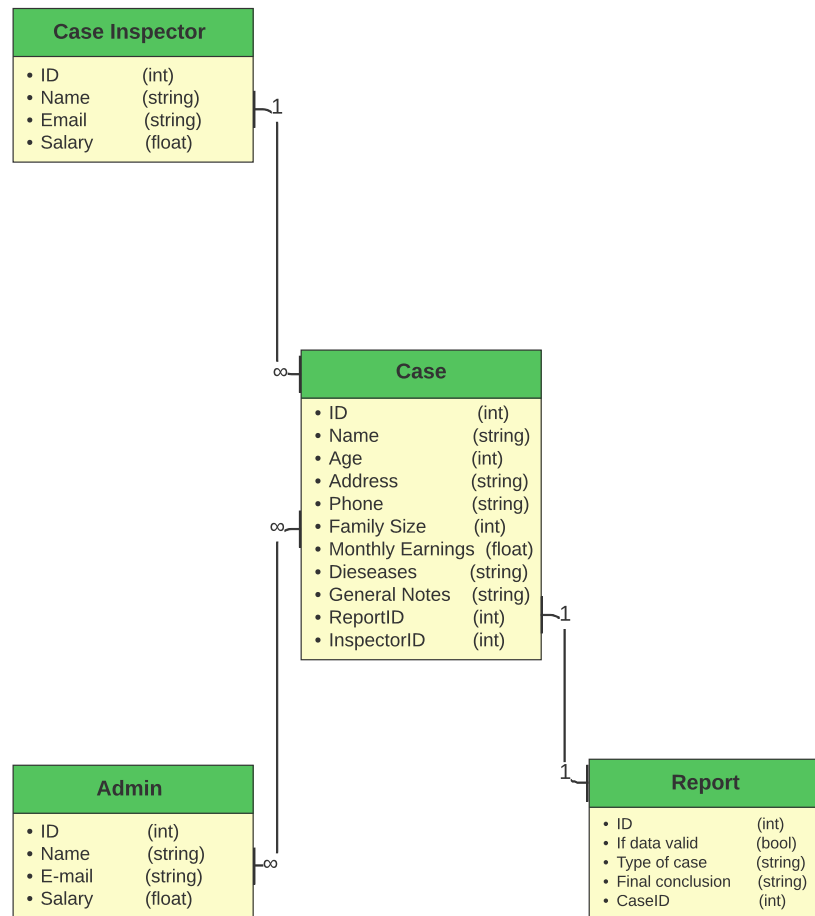 Case Inspector
• ID (int)
• Name (string)
• Email (string)
• Salary (float)
1
∞
Case
• ID (int)
• Name (string)
• Age (int)
• Address (string)
• Phone (string)
• Family Size (int)
• Monthly Earnings (float)
• Dieseases (string)
• General Notes (string)
• ReportID (int)
• InspectorID (int)
∞
1
1
Admin
• ID (int)
• Name (string)
• E-mail (string)
• Salary (float)
∞
Report
• ID (int)
• If data valid (bool)
• Type of case (string)
• Final conclusion (string)
• CaseID (int)